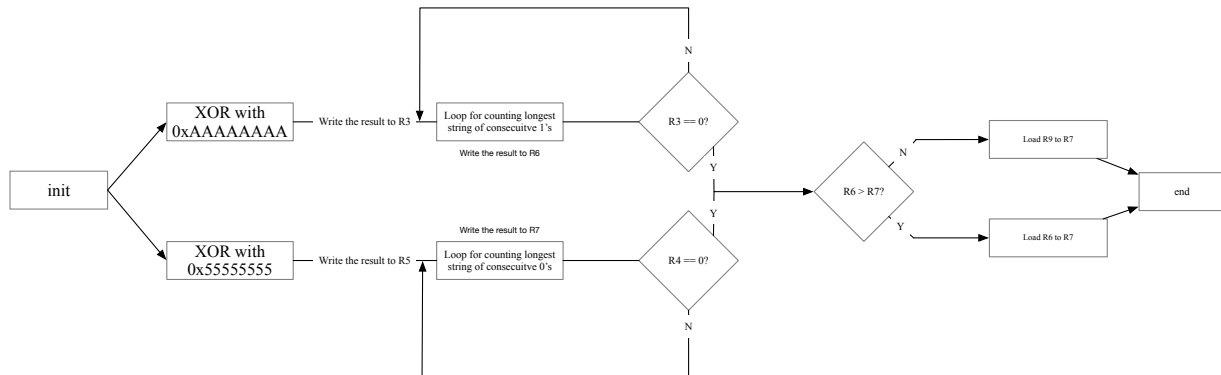 init
XOR with
0xAAAAAAAA
Write the result to R3
Loop for counting longest
string of consecuitve 1's
Write the result to R6
N
R3 == 0?
Y
XOR with
0x55555555
Write the result to R5
Write the result to R7
Loop for counting longest
string of consecuitve 0's
Y
R4 == 0?
N
R6 > R7?
N
Y
Load R9 to R7
Load R6 to R7
end